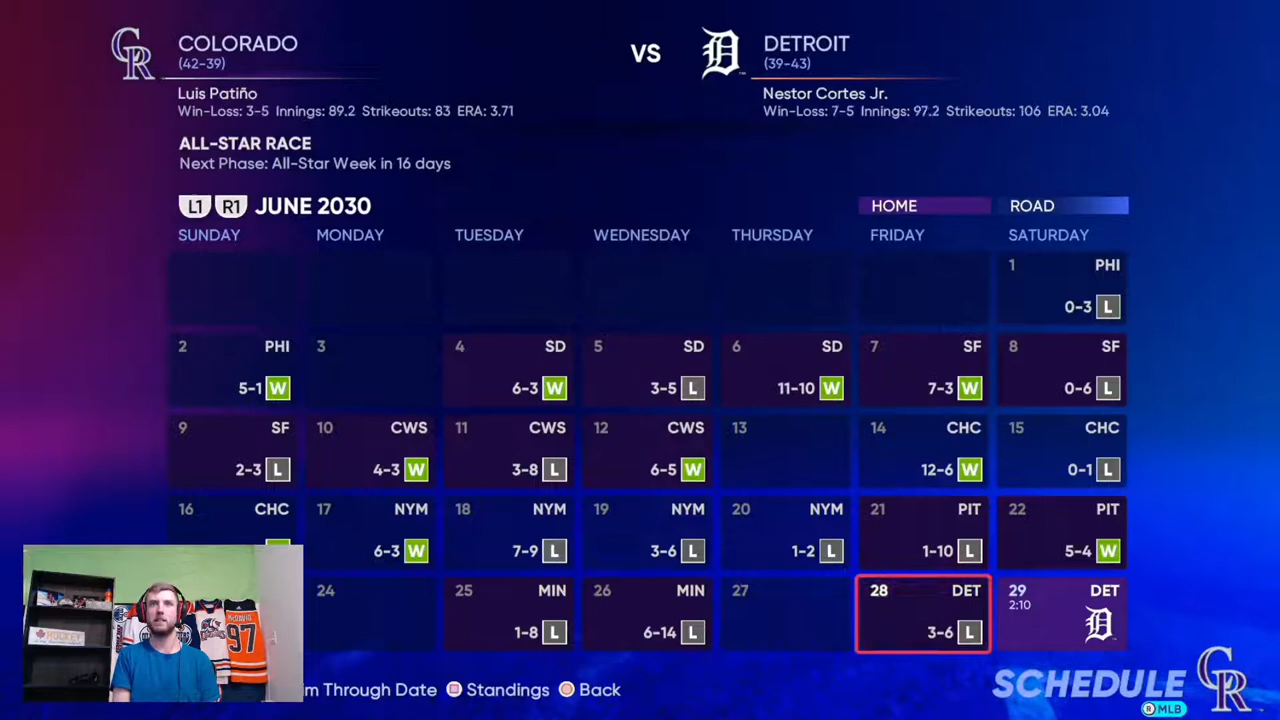 COLORADO
(42-39)
VS
DETROIT
(39-43)
Luis Patiño
Win-Loss: 3-5 Innings: 89.2 Strikeouts: 83 ERA: 3.71
Nestor Cortes Jr.
Win-Loss: 7-5 Innings: 97.2 Strikeouts: 106 ERA: 3.04
ALL-STAR RACE
Next Phase: All-Star Week in 16 days
L1 R1 JUNE 2030
HOME ROAD
SUNDAY MONDAY TUESDAY WEDNESDAY THURSDAY FRIDAY SATURDAY
1 PHI
0-3 L
2 PHI 3 4 SD 5 SD 6 SD 7 SF 8 SF
5-1 W 6-3 W 3-5 L 11-10 W 7-3 W 0-6 L
9 SF 10 CWS 11 CWS 12 CWS 13 14 CHC 15 CHC
2-3 L 4-3 W 3-8 L 6-5 W 12-6 W 0-1 L
16 CHC 17 NYM 18 NYM 19 NYM 20 NYM 21 PIT 22 PIT
6-3 W 7-9 L 3-6 L 1-2 L 1-10 L 5-4 W
24 25 MIN 26 MIN 27 28 DET 29 DET
2:10
1-8 L 6-14 L 3-6 L
HOCKEY
97
Through Date Standings Back
SCHEDULE
R MLB